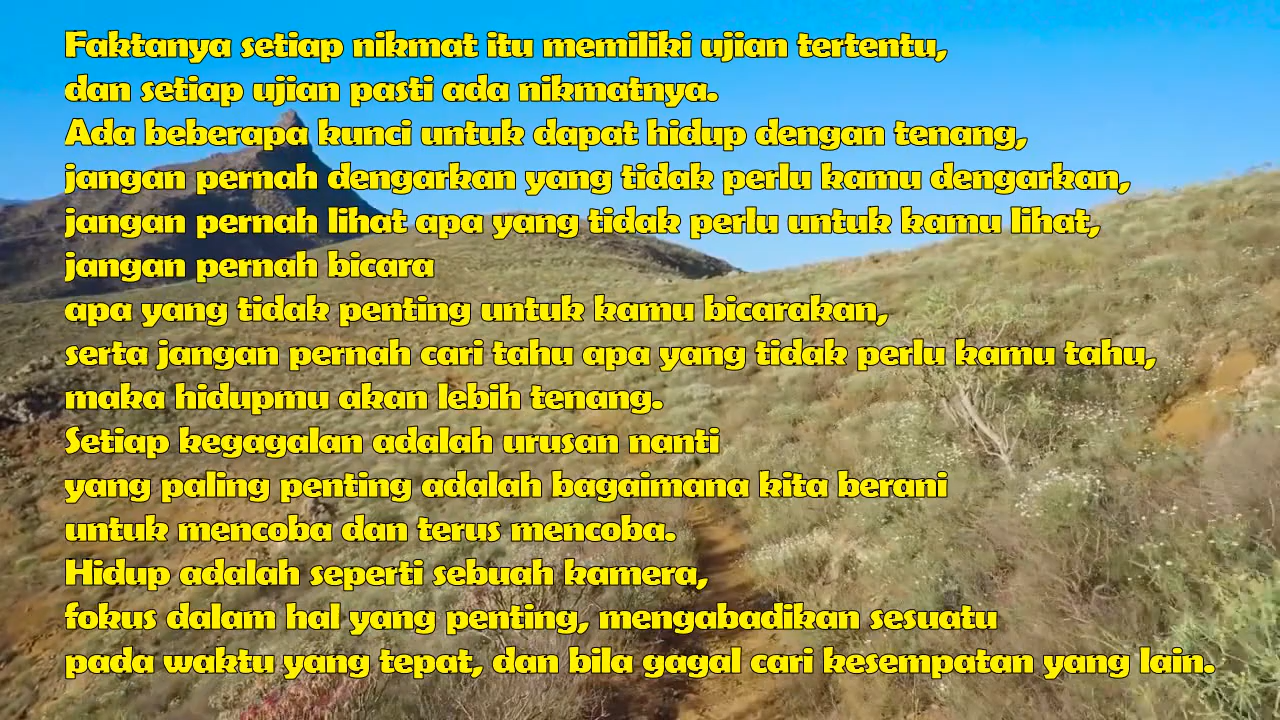 Faktanya setiap nikmat itu memiliki ujian tertentu,
dan setiap ujian pasti ada nikmatnya.
Ada beberapa kunci untuk dapat hidup dengan tenang,
jangan pernah dengarkan yang tidak perlu kamu dengarkan,
jangan pernah lihat apa yang tidak perlu untuk kamu lihat,
jangan pernah bicara
apa yang tidak penting untuk kamu bicarakan,
serta jangan pernah cari tahu apa yang tidak perlu kamu tahu,
maka hidupmu akan lebih tenang.
Setiap kegagalan adalah urusan nanti
yang paling penting adalah bagaimana kita berani
untuk mencoba dan terus mencoba.
Hidup adalah seperti sebuah kamera,
fokus dalam hal yang penting, mengabadikan sesuatu
pada waktu yang tepat, dan bila gagal cari kesempatan yang lain.